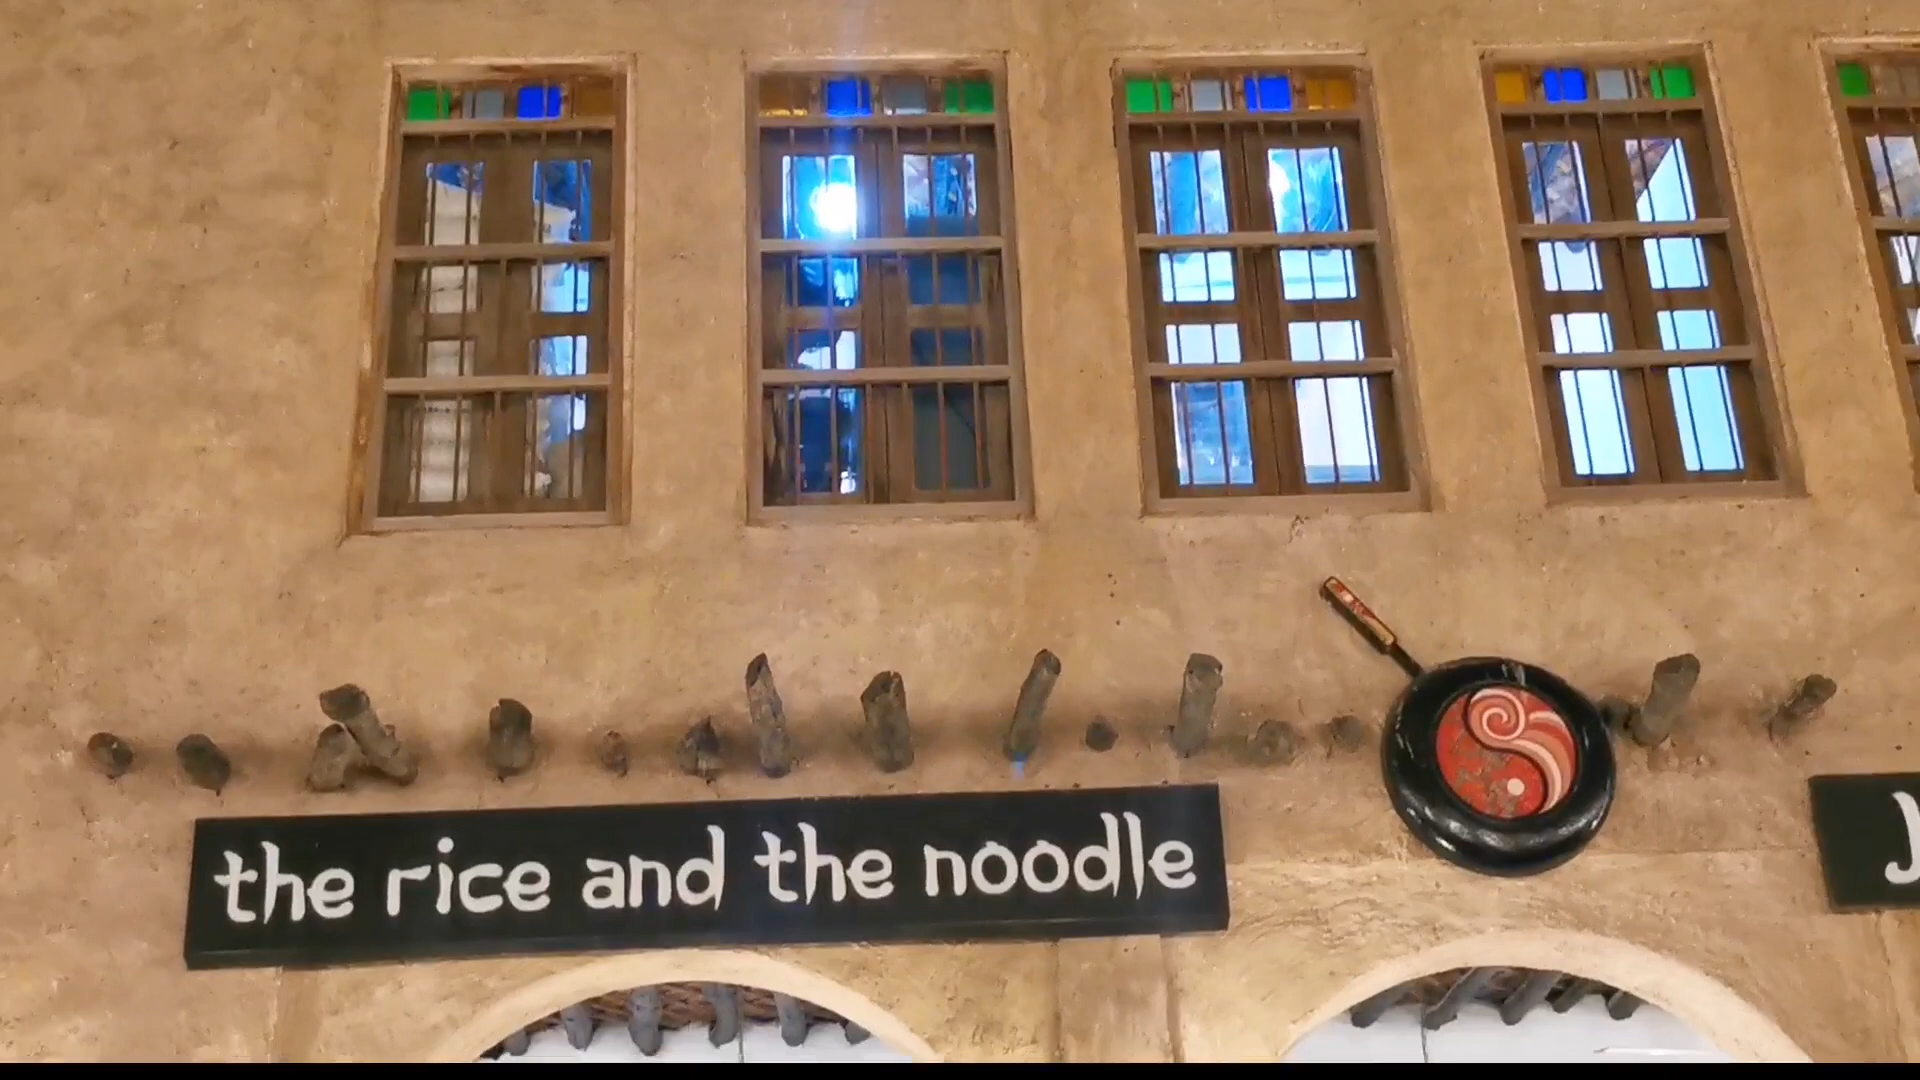 the rice and the noodle
J